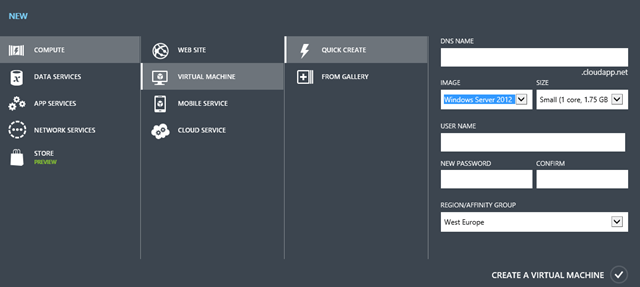 NEW
COMPUTE
DATA SERVICES
APP SERVICES
NETWORK SERVICES
STORE
PREVIEW
WEB SITE
VIRTUAL MACHINE
MOBILE SERVICE
CLOUD SERVICE
QUICK CREATE
FROM GALLERY
DNS NAME
.cloudapp.net
IMAGE SIZE
Windows Server 2012 Small (1 core, 1.75 GB
USER NAME
NEW PASSWORD CONFIRM
REGION/AFFINITY GROUP
West Europe
CREATE A VIRTUAL MACHINE